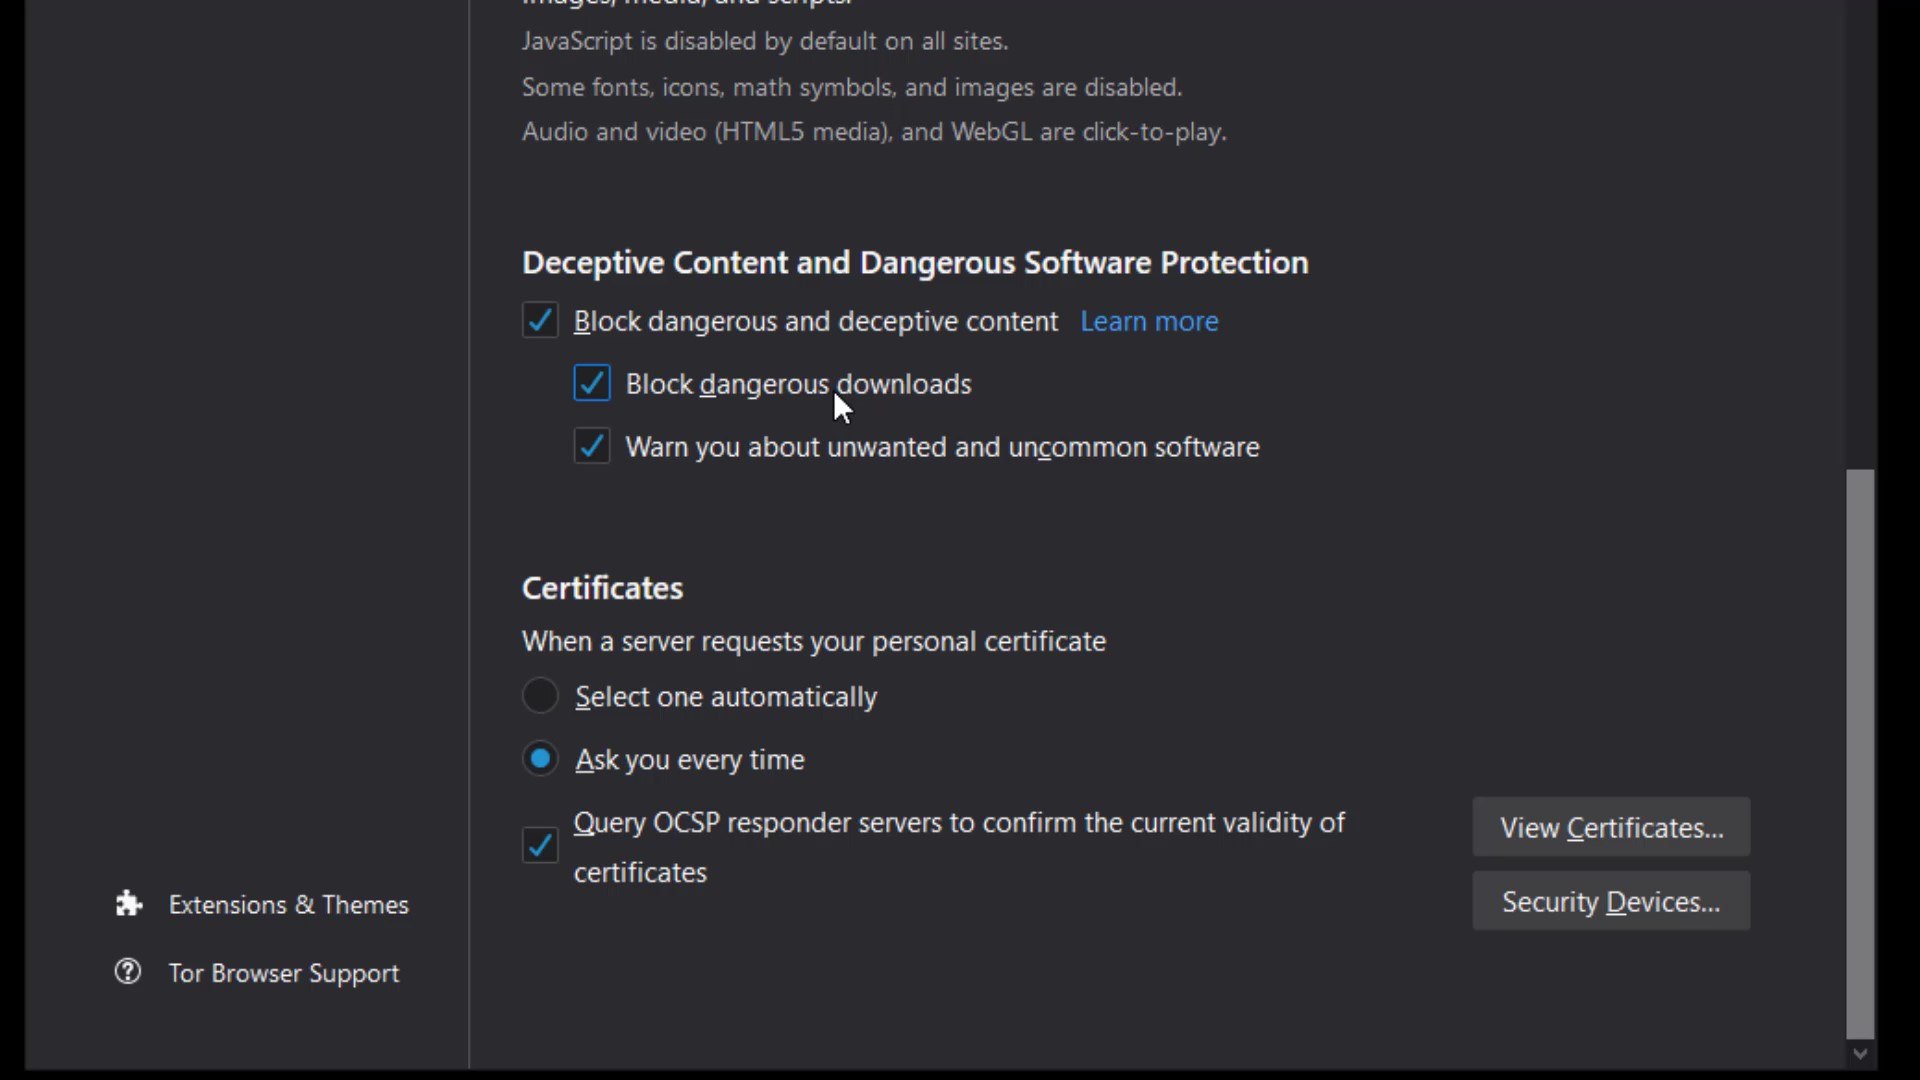 images, media, and scripts.
JavaScript is disabled by default on all sites.
Some fonts, icons, math symbols, and images are disabled.
Audio and video (HTML5 media), and WebGL are click-to-play.
Deceptive Content and Dangerous Software Protection
Block dangerous and deceptive content Learn more
Block dangerous downloads
Warn you about unwanted and uncommon software
Certificates
When a server requests your personal certificate
Select one automatically
Ask you every time
Query OCSP responder servers to confirm the current validity of
certificates
View Certificates...
Security Devices...
Extensions & Themes
Tor Browser Support